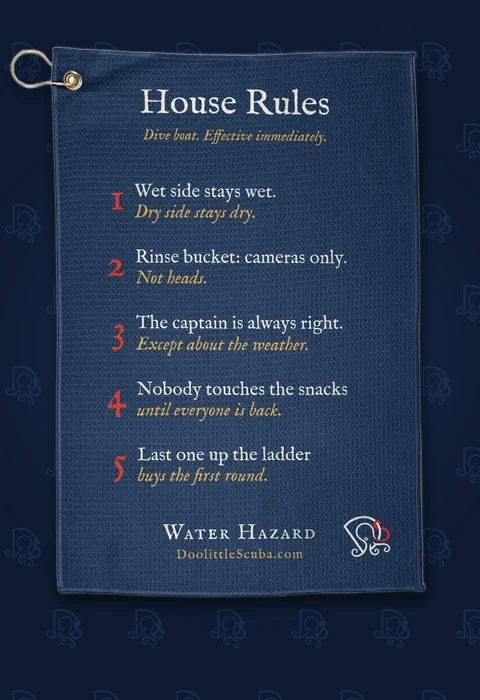 House Rules
Dive boat. Effective immediately.
1 Wet side stays wet.
Dry side stays dry.
2 Rinse bucket: cameras only.
Not heads.
3 The captain is always right.
Except about the weather.
4 Nobody touches the snacks
until everyone is back.
5 Last one up the ladder
buys the first round.
Water Hazard
DoolittleScuba.com